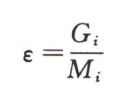 ε = G_i / M_i